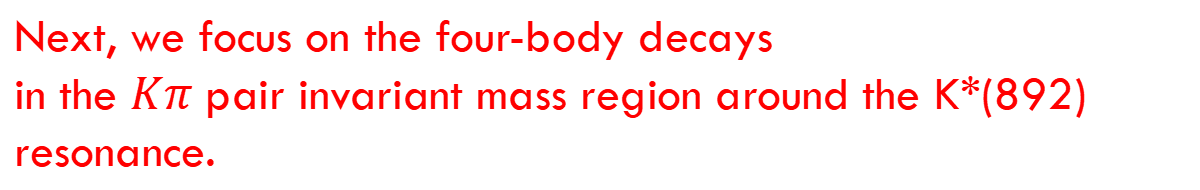 Next, we focus on the four-body decays
in the 𝐾𝜋 pair invariant mass region around the K*(892)
resonance.